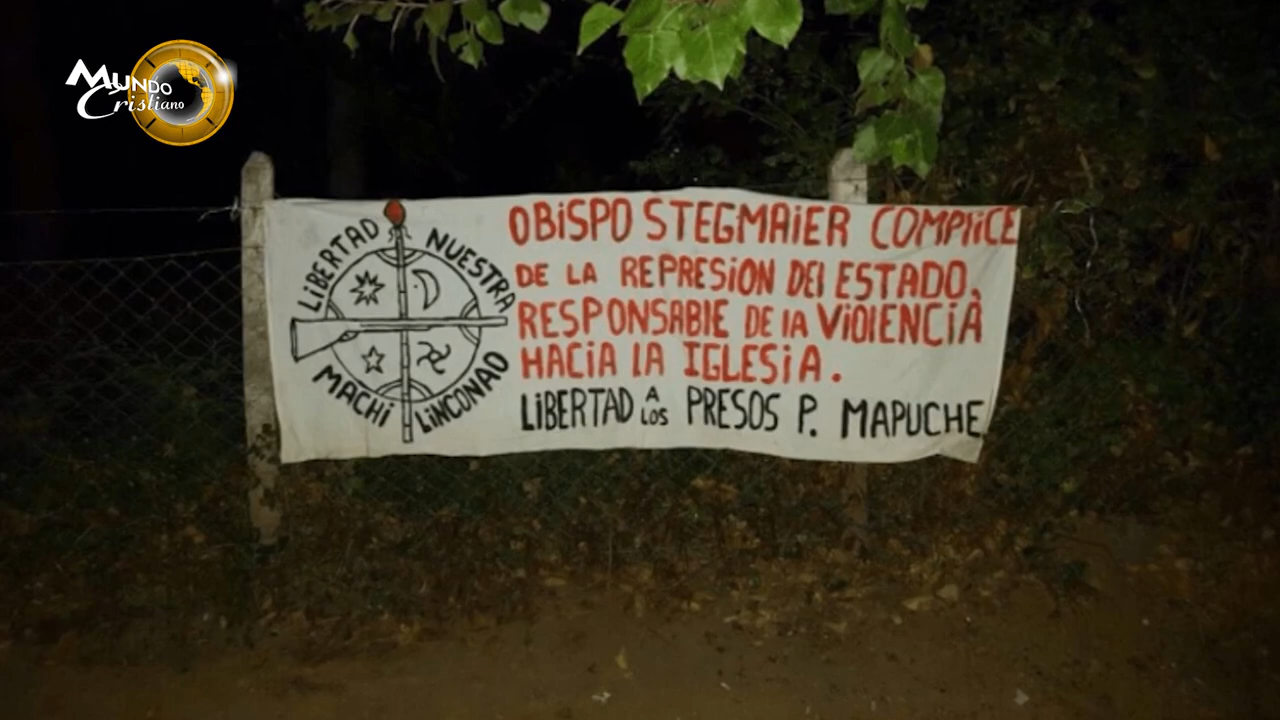 MUNDO
Cristiano
LiBERTAD NUESTRA
MACHI LiNCONAO
OBiSPO STEGMAiER COMPlICE
DE LA REPRESiON DEl ESTADO,
RESPONSABlE DE lA ViOlENCiA
HACiA lA IGLESiA.
LiBERTAD A LOS PRESOS P. MAPUCHE